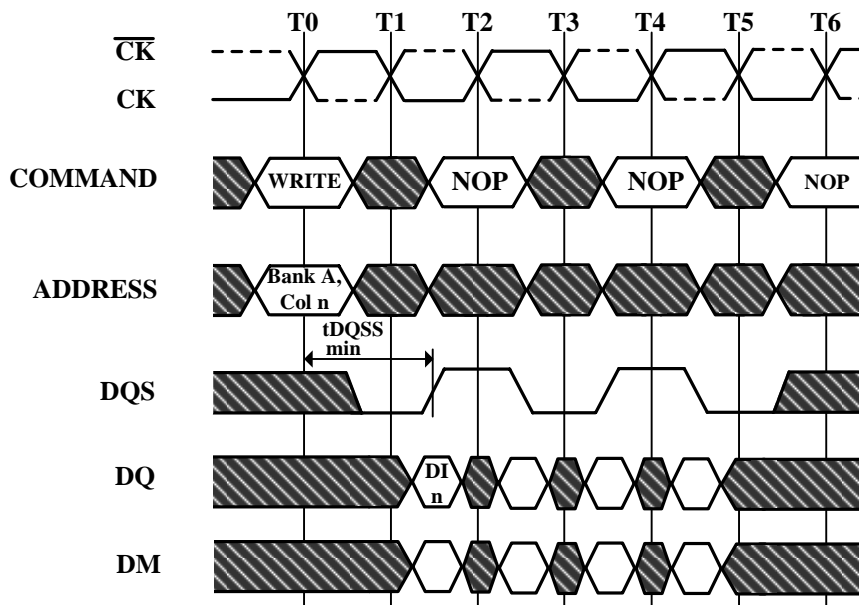 T0 T1 T2 T3 T4 T5 T6
CK
CK
COMMAND
WRITE NOP NOP NOP
ADDRESS
Bank A,
Col n
tDQSS
min
DQS
DQ
DI
n
DM